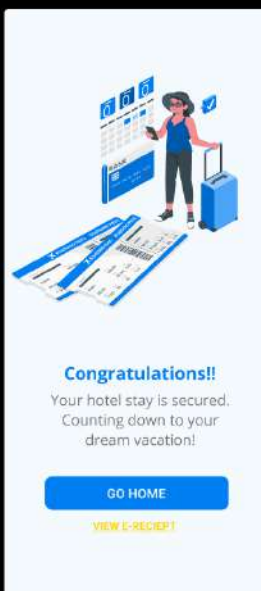 Congratulations!!
Your hotel stay is secured.
Counting down to your
dream vacation!
GO HOME
VIEW E-RECIEPT